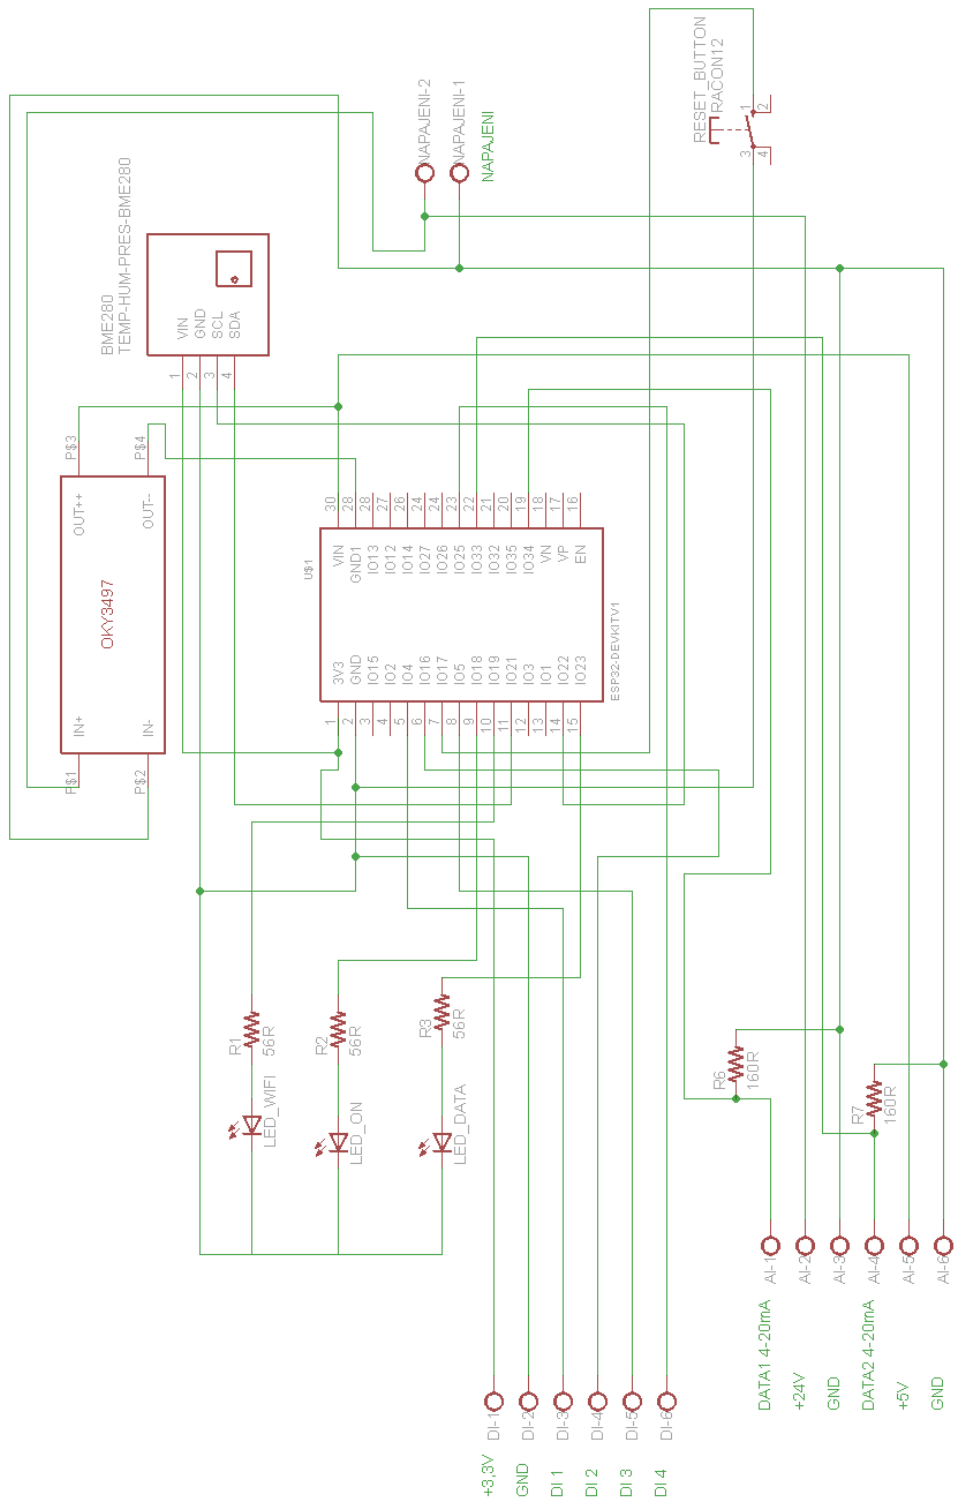 RESET_BUTTON
RACON12
1
2
3
4
NAPAJENI-2
NAPAJENI-1
NAPAJENI
BME280
TEMP-HUM-PRES-BME280
VIN
GND
SCL
SDA
1
2
3
4
P$3
P$4
OUT++
OUT--
OKY3497
IN+
IN-
P$1
P$2
U$1
30
28
28
27
26
24
24
23
22
21
20
19
18
17
16
VIN
GND1
IO13
IO12
IO14
IO27
IO26
IO25
IO33
IO32
IO35
IO34
VN
VP
EN
3V3
GND
IO15
IO2
IO4
IO16
IO17
IO5
IO18
IO19
IO21
IO3
IO1
IO22
IO23
ESP32-DEVKITV1
1
2
3
4
5
6
7
8
9
10
11
12
13
14
15
R1
56R
R2
56R
R3
56R
LED_WIFI
LED_ON
LED_DATA
R6
160R
R7
160R
AI-1
AI-2
AI-3
AI-4
AI-5
AI-6
DATA1 4-20mA
+24V
GND
DATA2 4-20mA
+5V
GND
DI-1
DI-2
DI-3
DI-4
DI-5
DI-6
+3,3V
GND
DI 1
DI 2
DI 3
DI 4